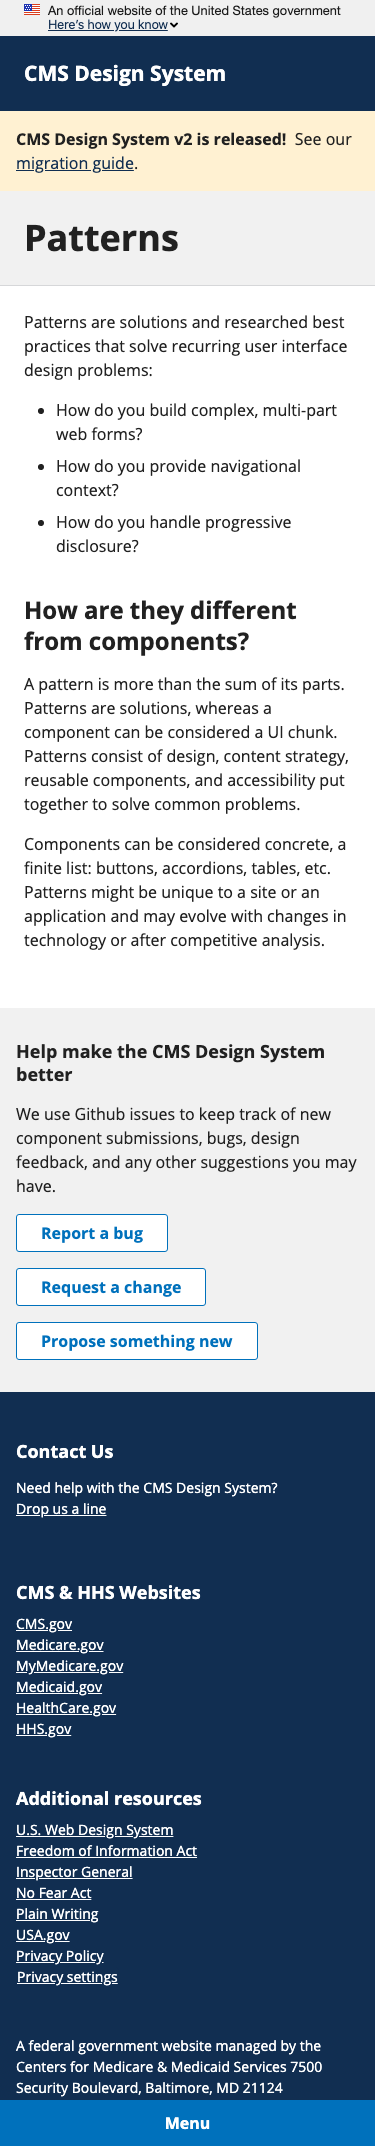 An official website of the United States government
Here's how you know
CMS Design System
CMS Design System v2 is released! See our
migration guide.
Patterns
Patterns are solutions and researched best
practices that solve recurring user interface
design problems:
• How do you build complex, multi-part
web forms?
• How do you provide navigational
context?
• How do you handle progressive
disclosure?
How are they different
from components?
A pattern is more than the sum of its parts.
Patterns are solutions, whereas a
component can be considered a UI chunk.
Patterns consist of design, content strategy,
reusable components, and accessibility put
together to solve common problems.
Components can be considered concrete, a
finite list: buttons, accordions, tables, etc.
Patterns might be unique to a site or an
application and may evolve with changes in
technology or after competitive analysis.
Help make the CMS Design System
better
We use Github issues to keep track of new
component submissions, bugs, design
feedback, and any other suggestions you may
have.
Report a bug
Request a change
Propose something new
Contact Us
Need help with the CMS Design System?
Drop us a line
CMS & HHS Websites
CMS.gov
Medicare.gov
MyMedicare.gov
Medicaid.gov
HealthCare.gov
HHS.gov
Additional resources
U.S. Web Design System
Freedom of Information Act
Inspector General
No Fear Act
Plain Writing
USA.gov
Privacy Policy
Privacy settings
A federal government website managed by the
Centers for Medicare & Medicaid Services 7500
Security Boulevard, Baltimore, MD 21124
Menu